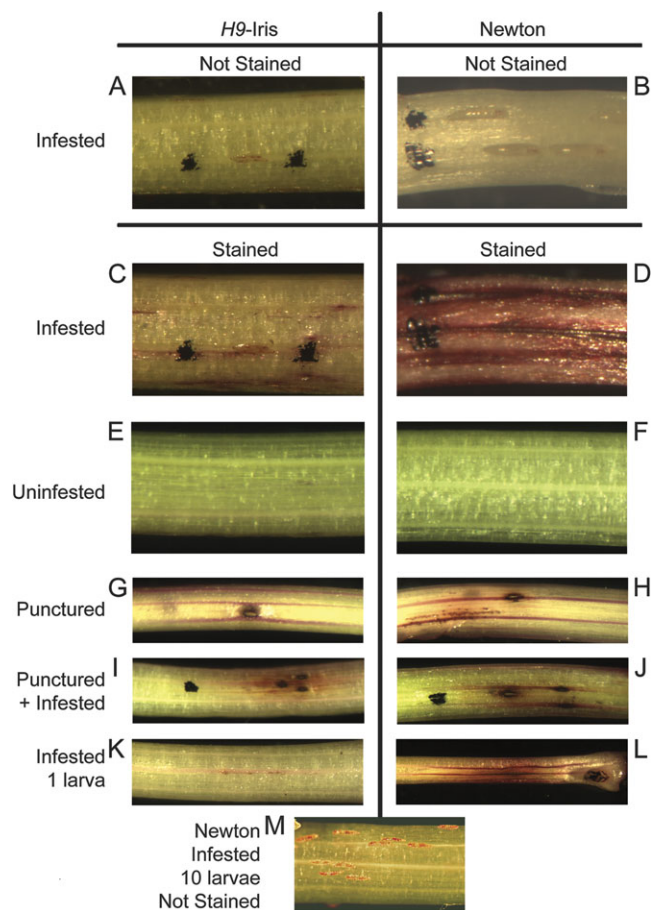 H9-Iris Newton
Not Stained Not Stained
A B
Infested
Stained Stained
C D
Infested
E F
Uninfested
G H
Punctured
I J
Punctured
+ Infested
K L
Infested
1 larva
M
Newton
Infested
10 larvae
Not Stained